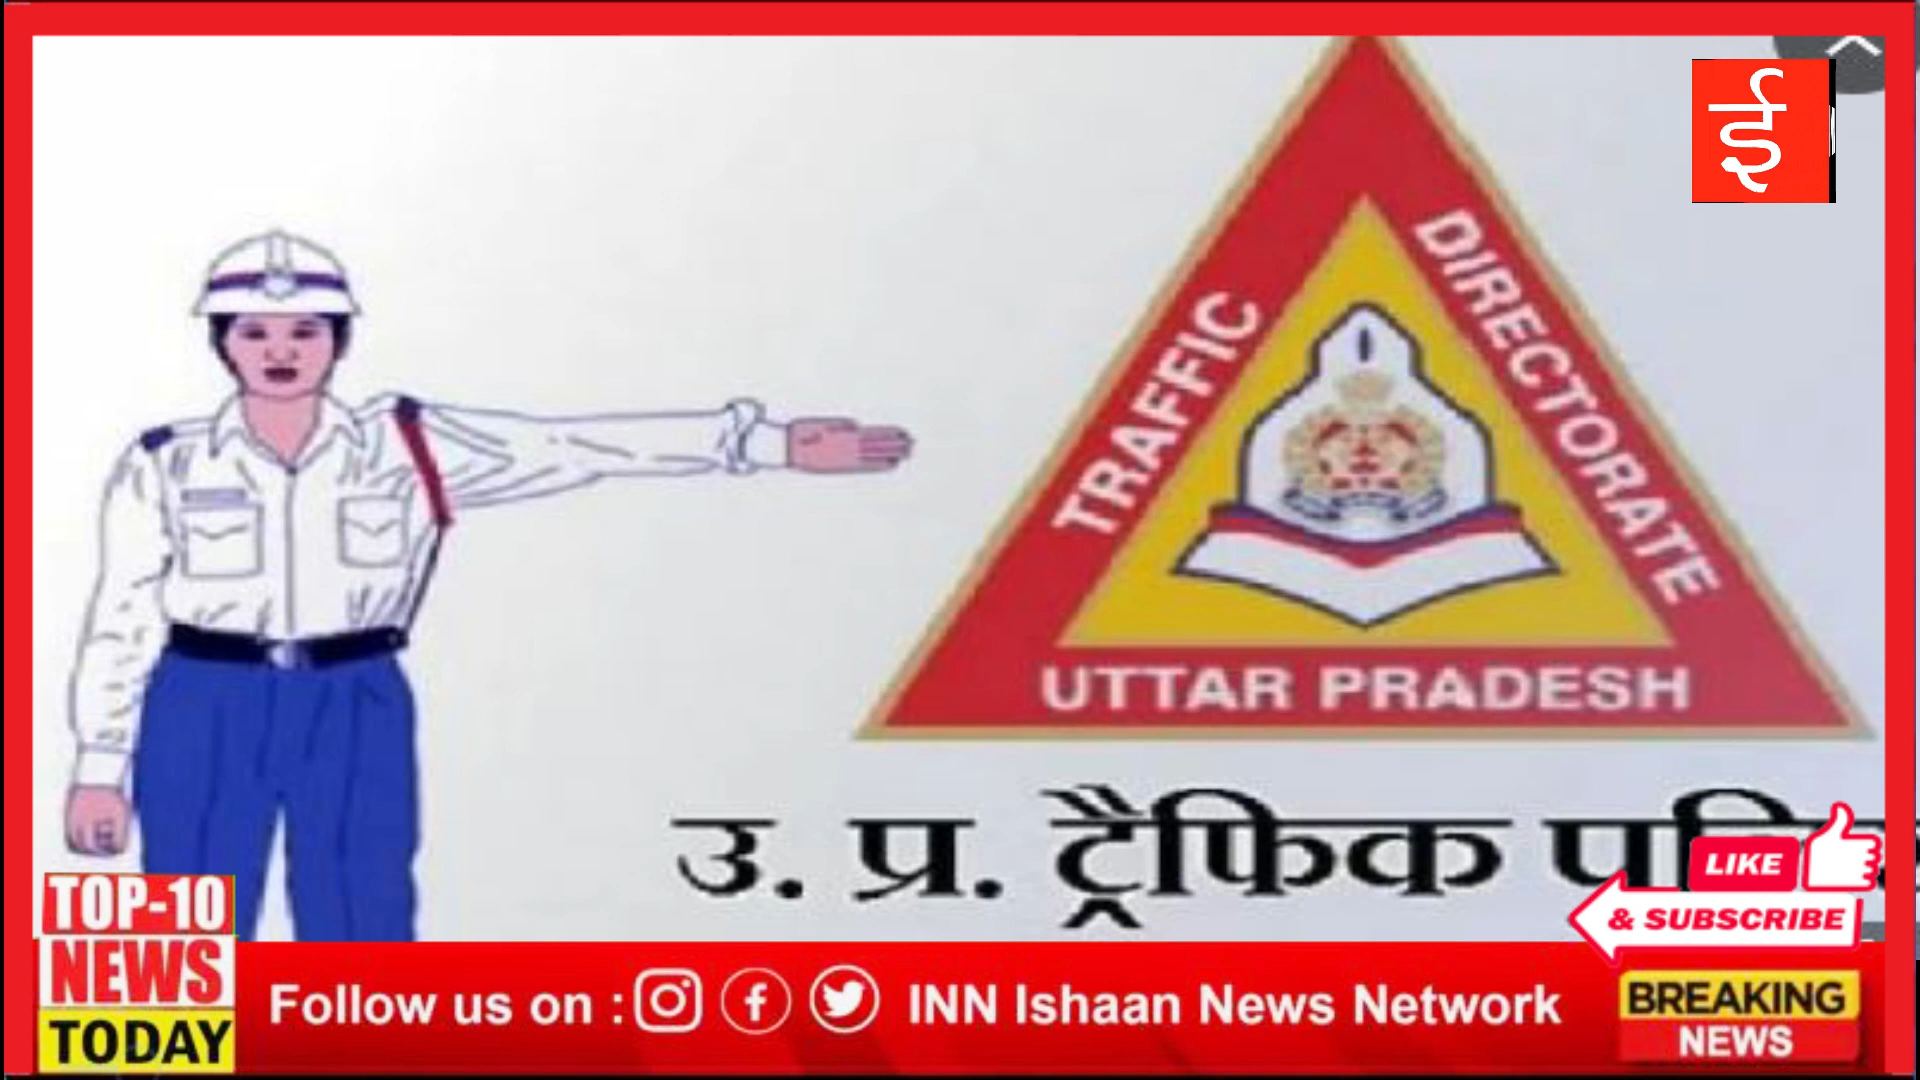 ई
TRAFFIC
DIRECTORATE
UTTAR PRADESH
उ. प्र. ट्रैफिक
LIKE
& SUBSCRIBE
TOP-10
NEWS
TODAY
Follow us on : INN Ishaan News Network
BREAKING
NEWS